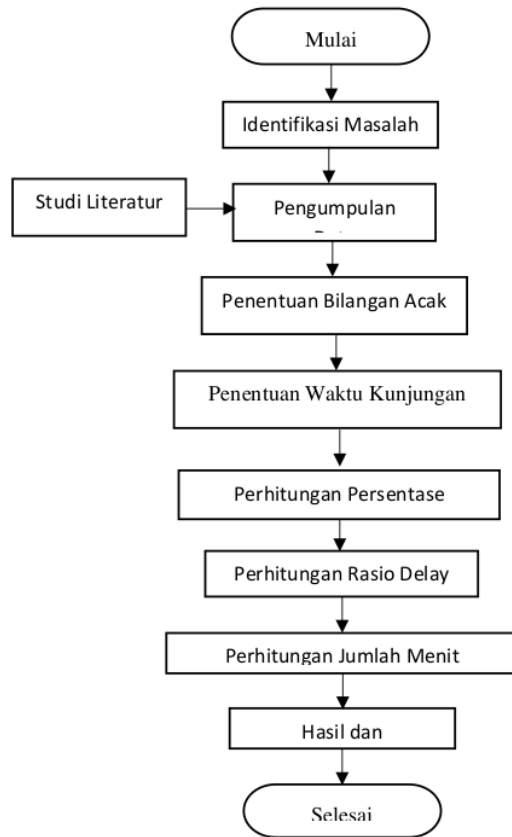 Mulai
Identifikasi Masalah
Studi Literatur
Pengumpulan
Penentuan Bilangan Acak
Penentuan Waktu Kunjungan
Perhitungan Persentase
Perhitungan Rasio Delay
Perhitungan Jumlah Menit
Hasil dan
Selesai